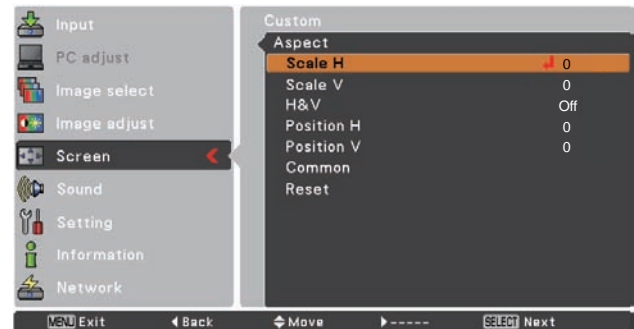 Input
PC adjust
Image select
Image adjust
Screen
Sound
Setting
Information
Network
Custom
Aspect
Scale H 0
Scale V 0
H&V Off
Position H 0
Position V 0
Common
Reset
MENU Exit Back Move ----- SELECT Next